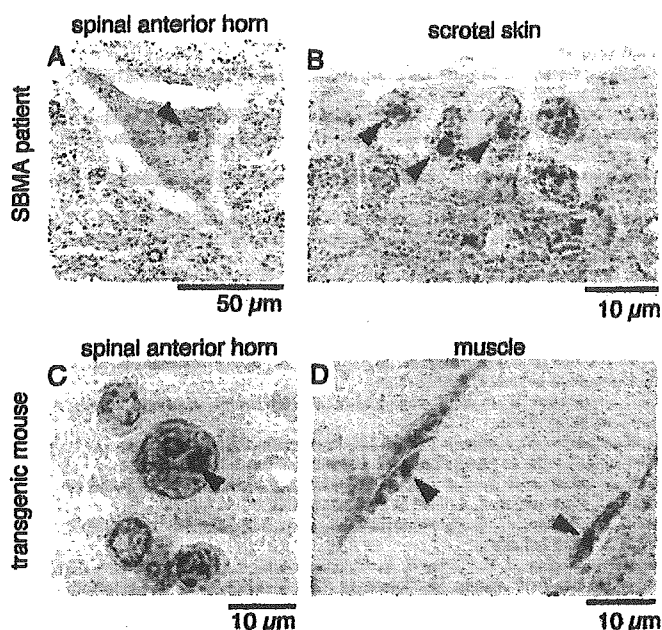 spinal anterior horn
scrotal skin
A
B
SBMA patient
50 μm
10 μm
spinal anterior horn
muscle
C
D
transgenic mouse
10 μm
10 μm